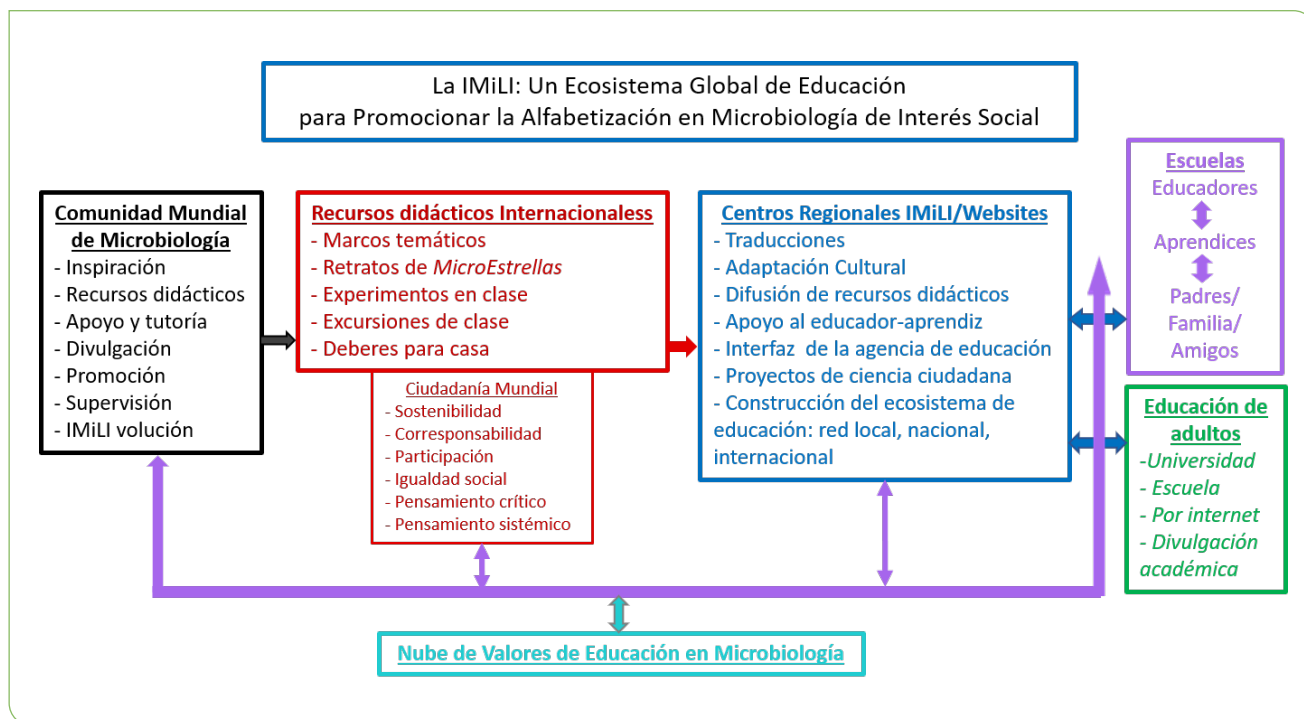 La IMiLI: Un Ecosistema Global de Educación
para Promocionar la Alfabetización en Microbiología de Interés Social
Comunidad Mundial
de Microbiología
- Inspiración
- Recursos didácticos
- Apoyo y tutoría
- Divulgación
- Promoción
- Supervisión
- IMiLI volución
Recursos didácticos Internacionaless
- Marcos temáticos
- Retratos de MicroEstrellas
- Experimentos en clase
- Excursiones de clase
- Deberes para casa
Ciudadanía Mundial
- Sostenibilidad
- Corresponsabilidad
- Participación
- Igualdad social
- Pensamiento crítico
- Pensamiento sistémico
Centros Regionales IMiLI/Websites
- Traducciones
- Adaptación Cultural
- Difusión de recursos didácticos
- Apoyo al educador-aprendiz
- Interfaz de la agencia de educación
- Proyectos de ciencia ciudadana
- Construcción del ecosistema de
educación: red local, nacional,
internacional
Escuelas
Educadores
Aprendices
Padres/
Familia/
Amigos
Educación de
adultos
-Universidad
- Escuela
- Por internet
- Divulgación
académica
Nube de Valores de Educación en Microbiología